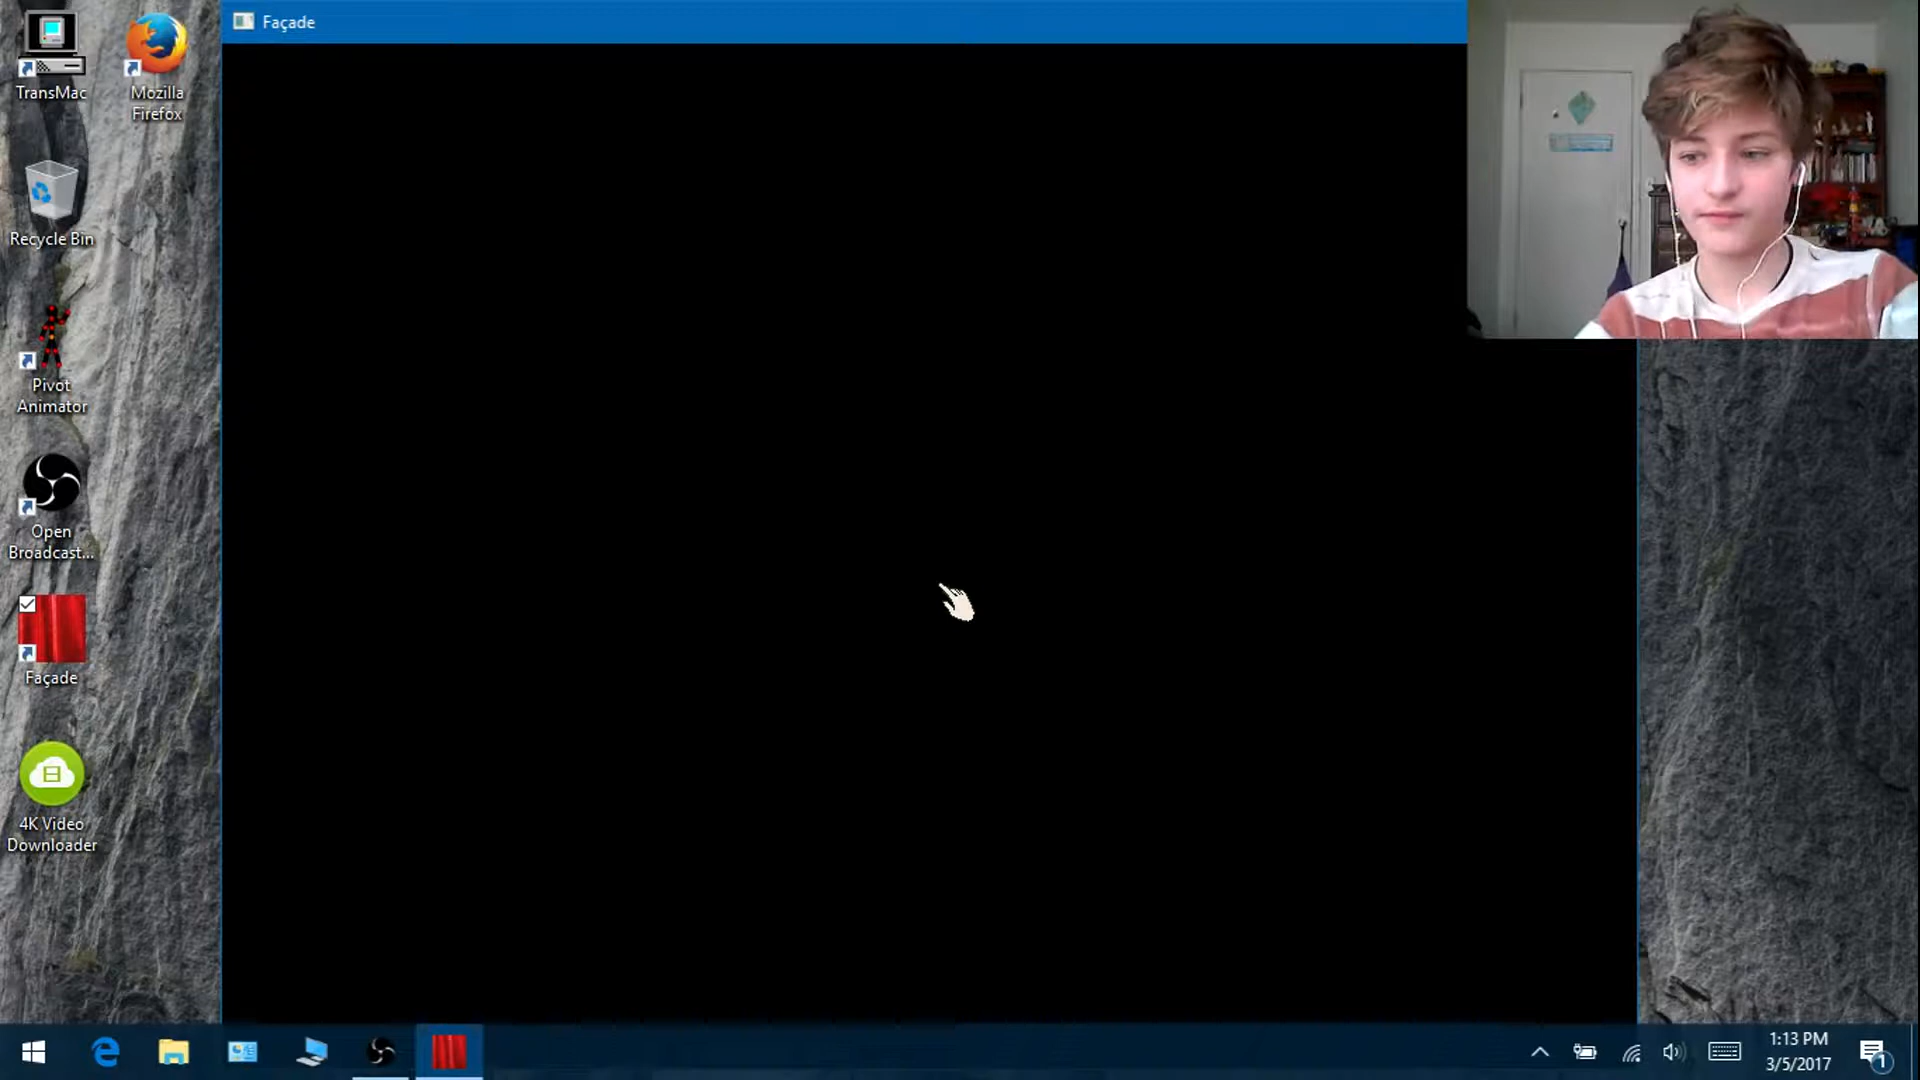 Façade
TransMac
Mozilla
Firefox
Recycle Bin
Pivot
Animator
Open
Broadcast...
Façade
4K Video
Downloader
1:13 PM
3/5/2017
1